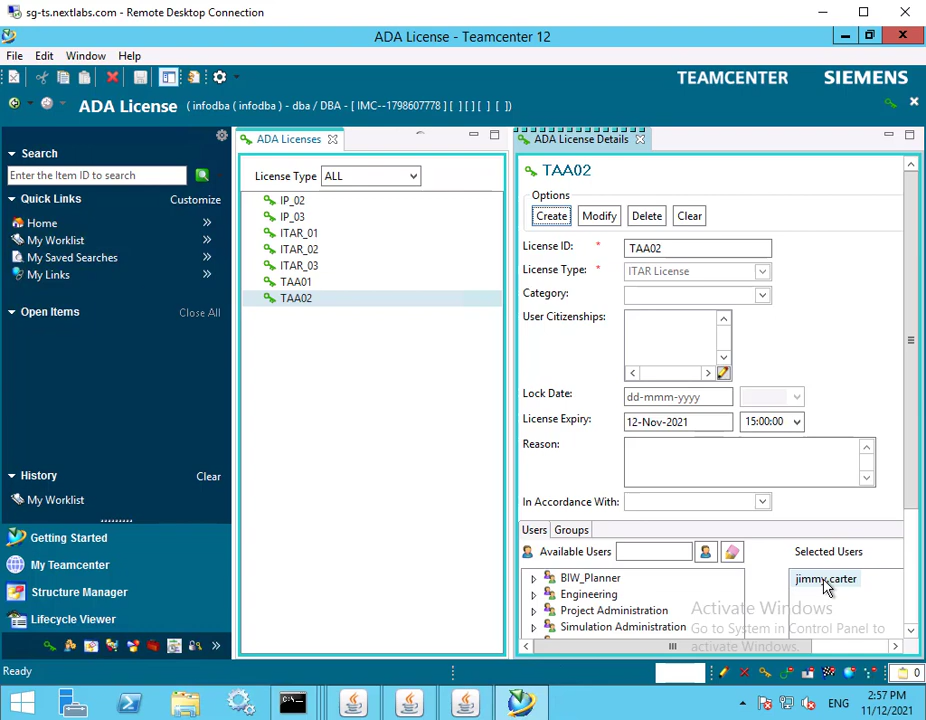 sg-ts.nextlabs.com - Remote Desktop Connection
ADA License - Teamcenter 12
File Edit Window Help
TEAMCENTER SIEMENS
ADA License ( infodba ( infodba ) - dba / DBA - [ IMC--1798607778 ] [ ] [ ] [ ] [ ] )
Search
Enter the Item ID to search
Quick Links Customize
Home
My Worklist
My Saved Searches
My Links
Open Items Close All
History Clear
My Worklist
Getting Started
My Teamcenter
Structure Manager
Lifecycle Viewer
ADA Licenses
License Type ALL
IP_02
IP_03
ITAR_01
ITAR_02
ITAR_03
TAA01
TAA02
ADA License Details
TAA02
Options
Create Modify Delete Clear
License ID: * TAA02
License Type: * ITAR License
Category:
User Citizenships:
Lock Date: dd-mmm-yyyy
License Expiry: 12-Nov-2021 15:00:00
Reason:
In Accordance With:
Users Groups
Available Users Selected Users
BIW_Planner jimmy.carter
Engineering
Project Administration
Simulation Administration
Activate Windows
Go to System in Control Panel to
activate Windows.
Ready 0
ENG 2:57 PM
11/12/2021